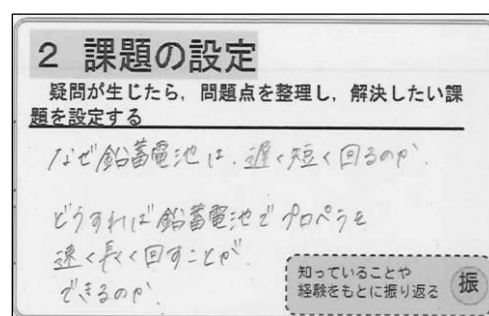 2 課題の設定
疑問が生じたら，問題点を整理し，解決したい課
題を設定する
なぜ鉛蓄電池は、遅く短く回るのか．
どうすれば鉛蓄電池でプロペラを
速く長く回すことが．
できるのか．
知っていることや
経験をもとに振り返る
振